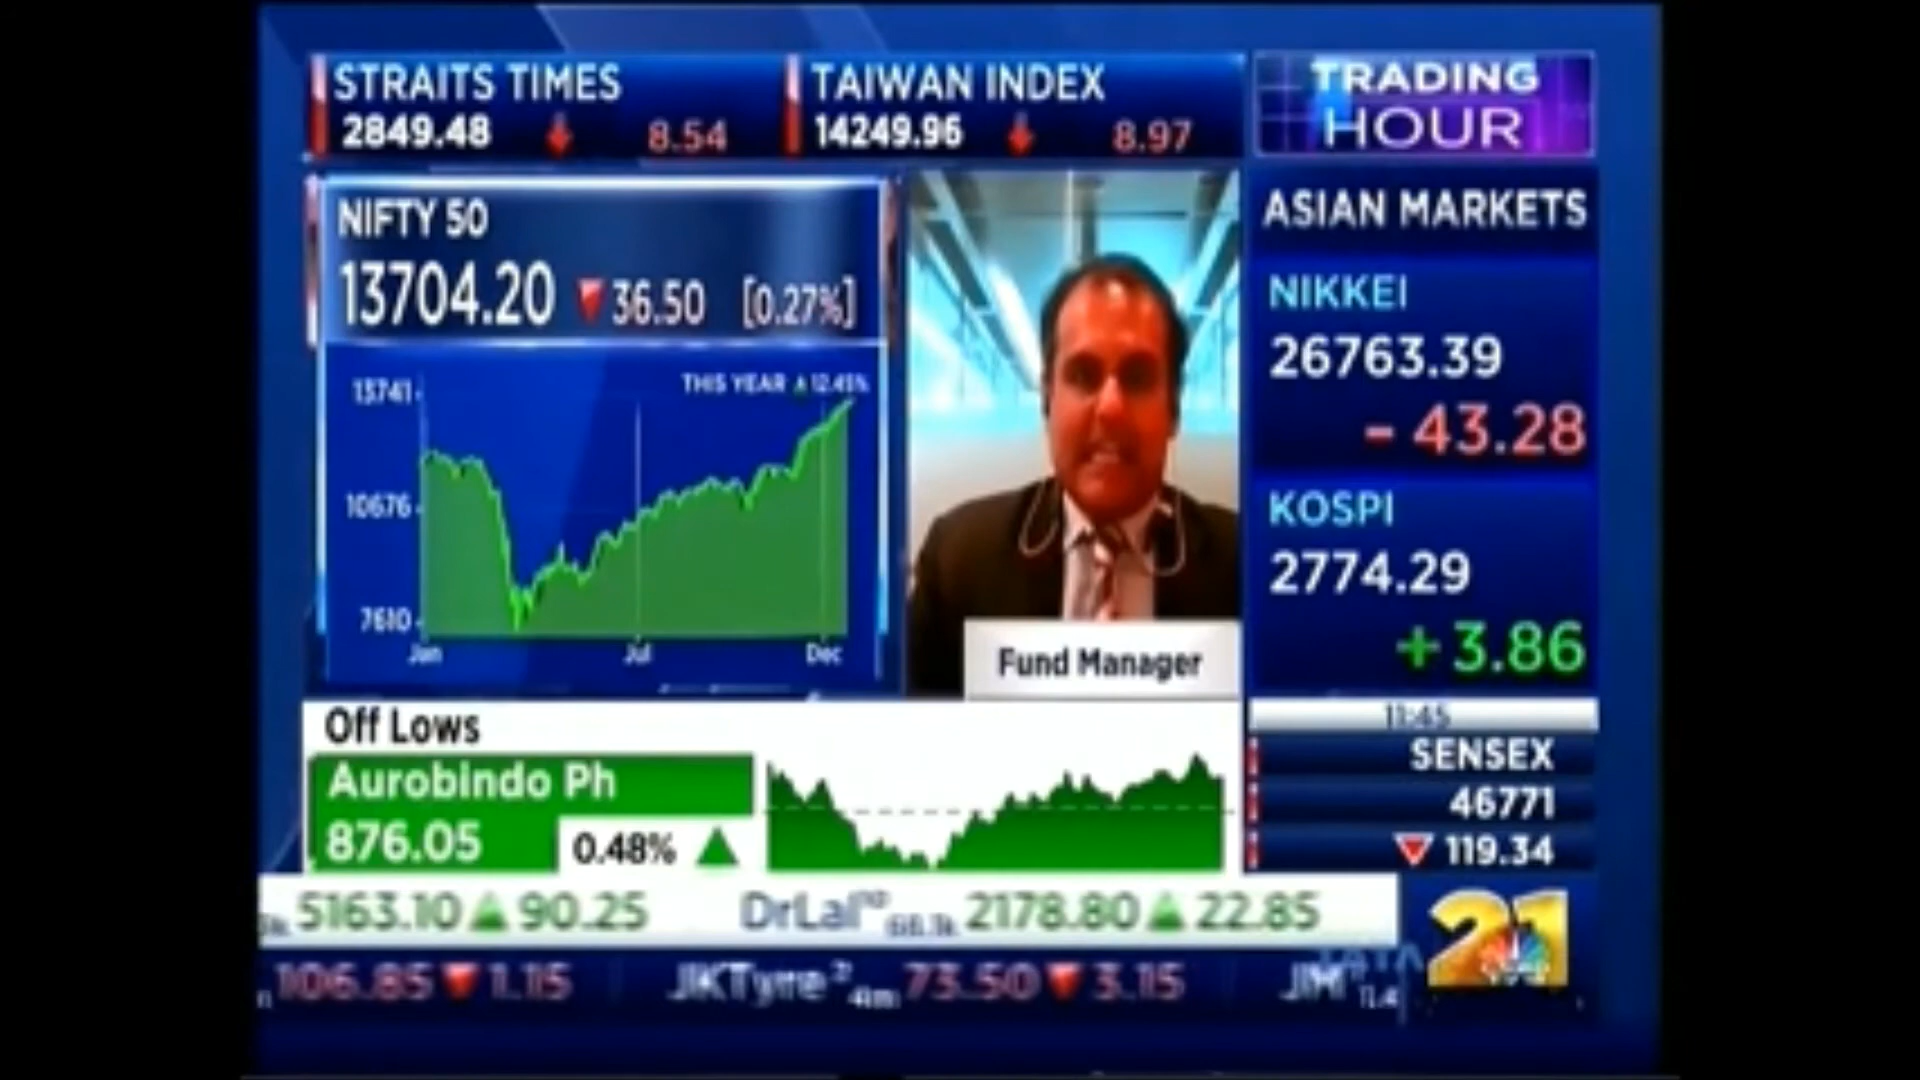 STRAITS TIMES
2849.48 8.54
TAIWAN INDEX
14249.96 8.97
TRADING
HOUR
NIFTY 50
13704.20 36.50 [0.27%]
THIS YEAR 12.45%
13741
10676
7610
Jan Jul Dec
Fund Manager
ASIAN MARKETS
NIKKEI
26763.39
- 43.28
KOSPI
2774.29
+ 3.86
11:45
SENSEX
46771
119.34
Off Lows
Aurobindo Ph
876.05 0.48%
5163.10 90.25 DrLal 2178.80 22.85
106.85 1.15 JKTyre 73.50 3.15
21